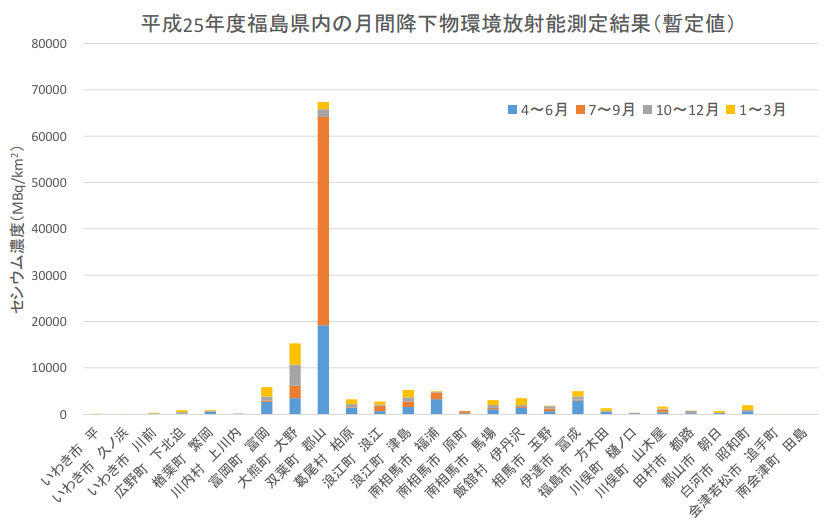 平成25年度福島県内の月間降下物環境放射能測定結果（暫定値）
80000
70000
60000
50000
40000
30000
20000
10000
0
セシウム濃度（MBq/km²）
4～6月 7～9月 10～12月 1～3月
いわき市 平
いわき市 久ノ浜
いわき市 川前
広野町 下北迫
楢葉町 繁岡
川内村 上川内
富岡町 富岡
大熊町 大野
双葉町 郡山
葛尾村 柏原
浪江町 浪江
浪江町 津島
南相馬市 福浦
南相馬市 原町
南相馬市 馬場
飯舘村 伊丹沢
相馬市 玉野
伊達市 富成
福島市 方木田
川俣町 樋ノ口
川俣町 山木屋
田村市 都路
郡山市 朝日
白河市 昭和町
会津若松市 追手町
南会津町 田島